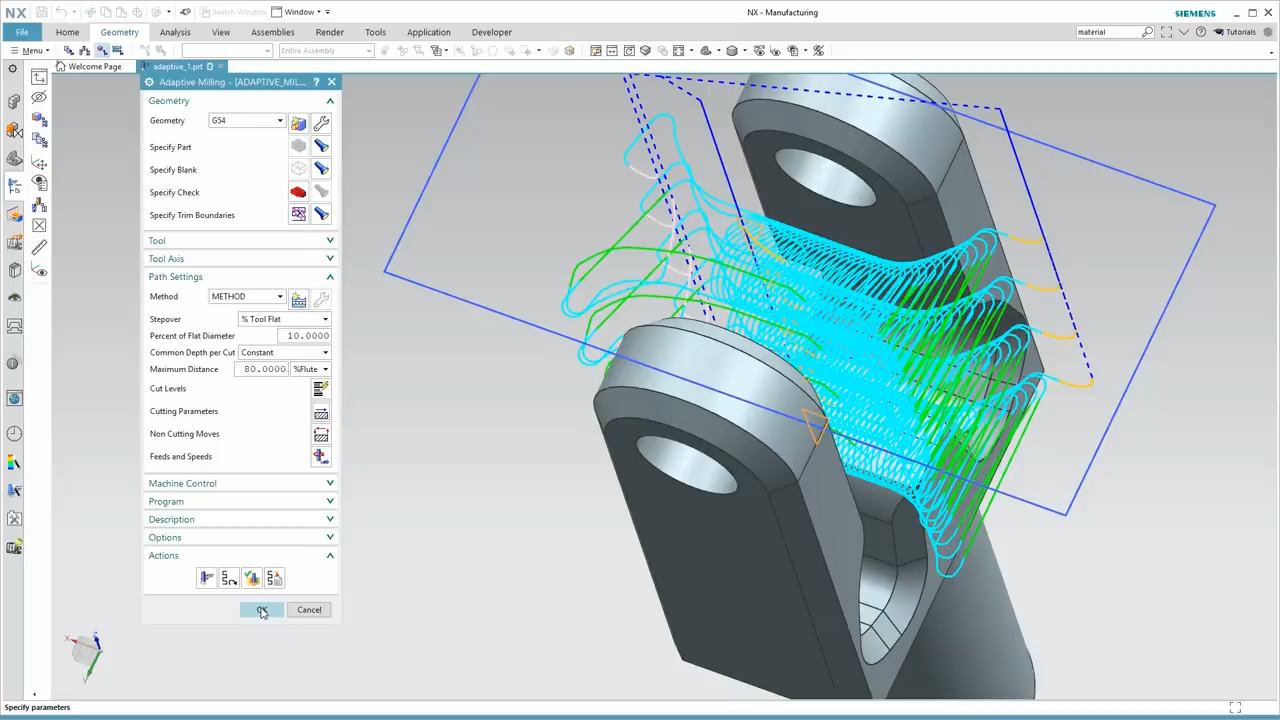 NX
Switch Window
Window
NX - Manufacturing
SIEMENS
File
Home
Geometry
Analysis
View
Assemblies
Render
Tools
Application
Developer
material
Tutorials
Menu
Entire Assembly
Welcome Page
adaptive_1.prt
Adaptive Milling - [ADAPTIVE_MIL...
Geometry
Geometry
G54
Specify Part
Specify Blank
Specify Check
Specify Trim Boundaries
Tool
Tool Axis
Path Settings
Method
METHOD
Stepover
% Tool Flat
Percent of Flat Diameter
10.0000
Common Depth per Cut
Constant
Maximum Distance
80.0000
%Flute
Cut Levels
Cutting Parameters
Non Cutting Moves
Feeds and Speeds
Machine Control
Program
Description
Options
Actions
OK
Cancel
X
Z
Y
Specify parameters